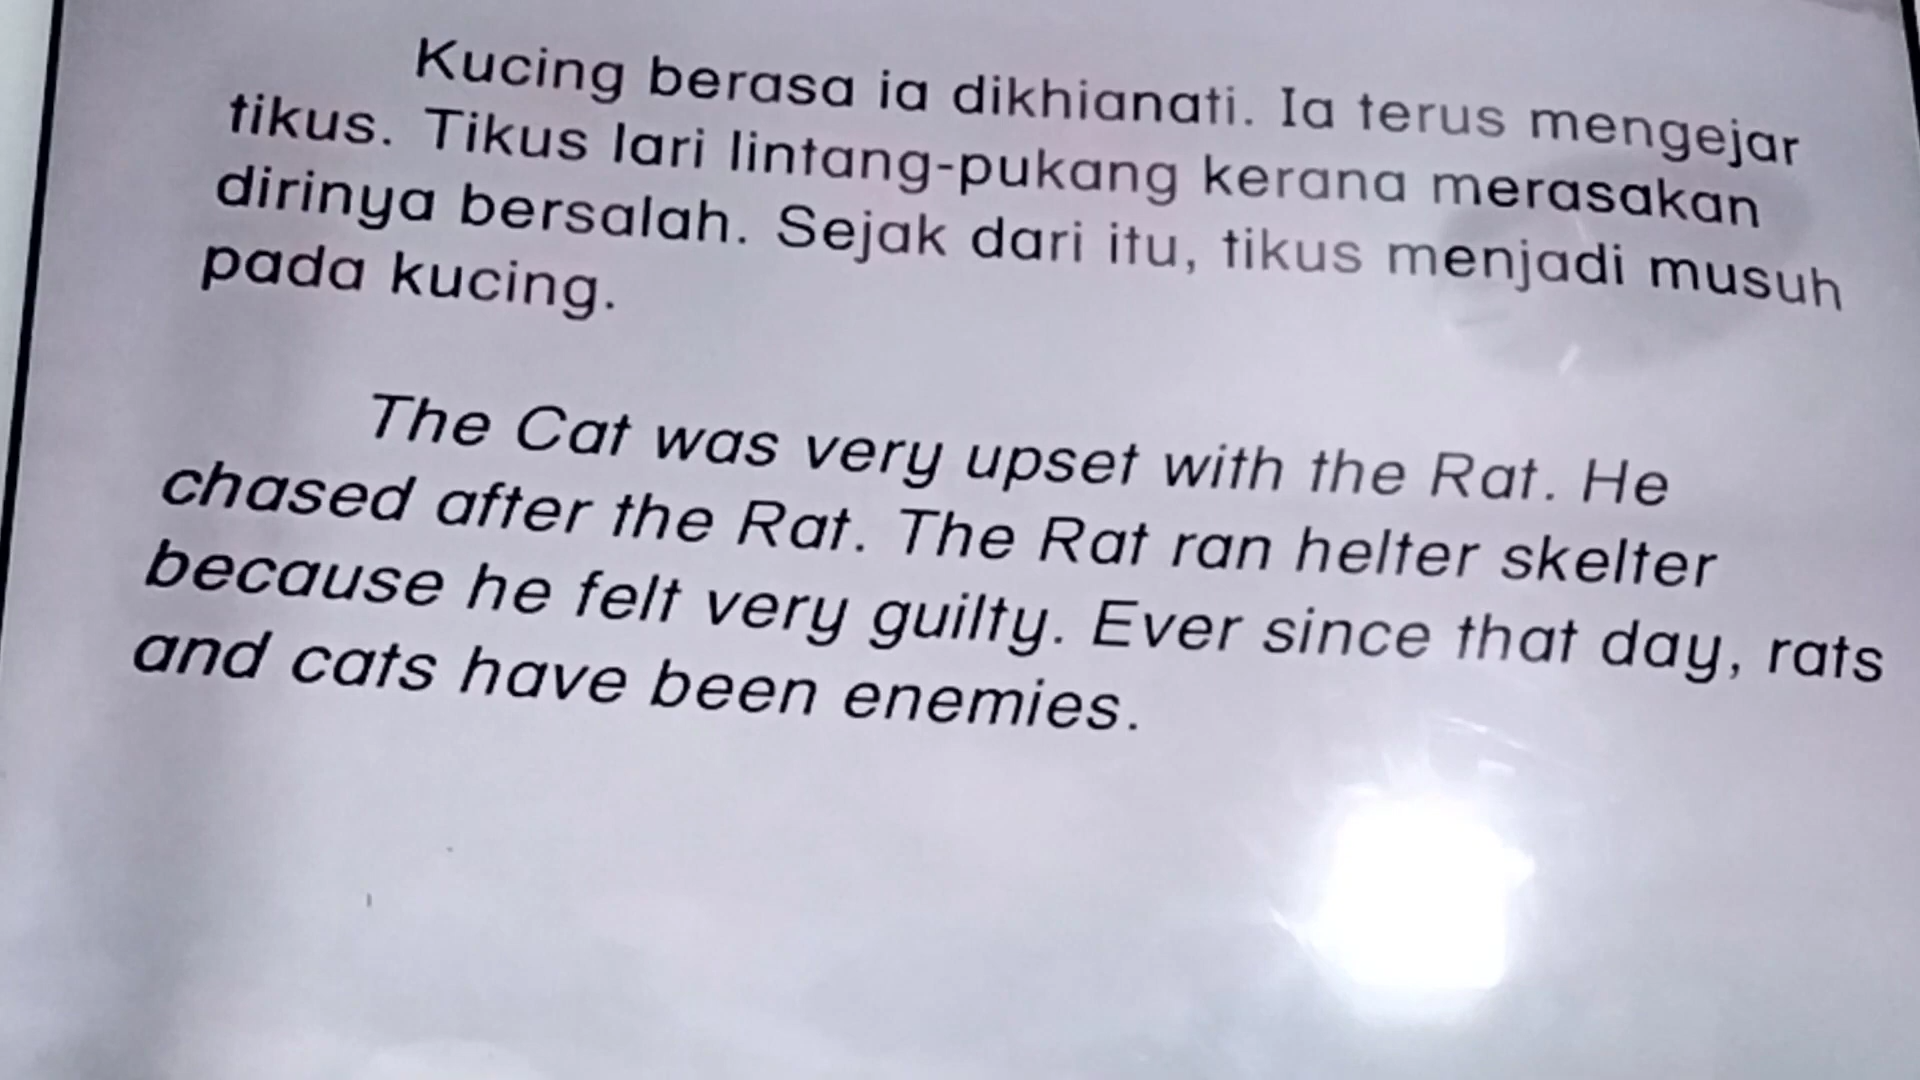 Kucing berasa ia dikhianati. Ia terus mengejar
tikus. Tikus lari lintang-pukang kerana merasakan
dirinya bersalah. Sejak dari itu, tikus menjadi musuh
pada kucing.
The Cat was very upset with the Rat. He
chased after the Rat. The Rat ran helter skelter
because he felt very guilty. Ever since that day, rats
and cats have been enemies.